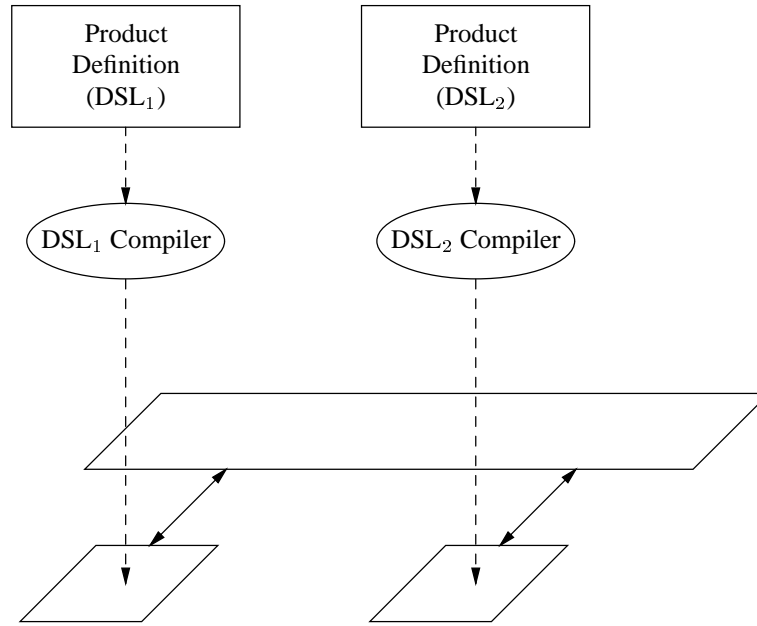 Product
Definition
(DSL₁)
Product
Definition
(DSL₂)
DSL₁ Compiler
DSL₂ Compiler